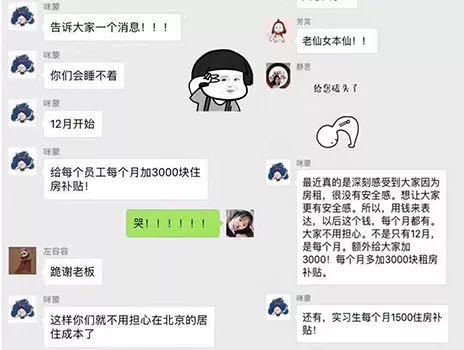 咪蒙
告诉大家一个消息！！！
咪蒙
你们会睡不着
咪蒙
12月开始
咪蒙
给每个员工每个月加3000块住
房补贴！
哭！！！！！！
左容容
跪谢老板
咪蒙
这样你们就不用担心在北京的居
住成本了
芳宾
老仙女本仙！！
静思
给您磕头了
咪蒙
最近真的是深刻感受到大家因为
房租，很没有安全感。想让大家
更有安全感。所以，用钱来表
达，以后这个钱，每个月都有。
大家不用担心。不是只有12月，
是每个月。额外给大家加
3000！每个月多加3000块租房
补贴。
咪蒙
还有，实习生每个月1500住房补
贴！